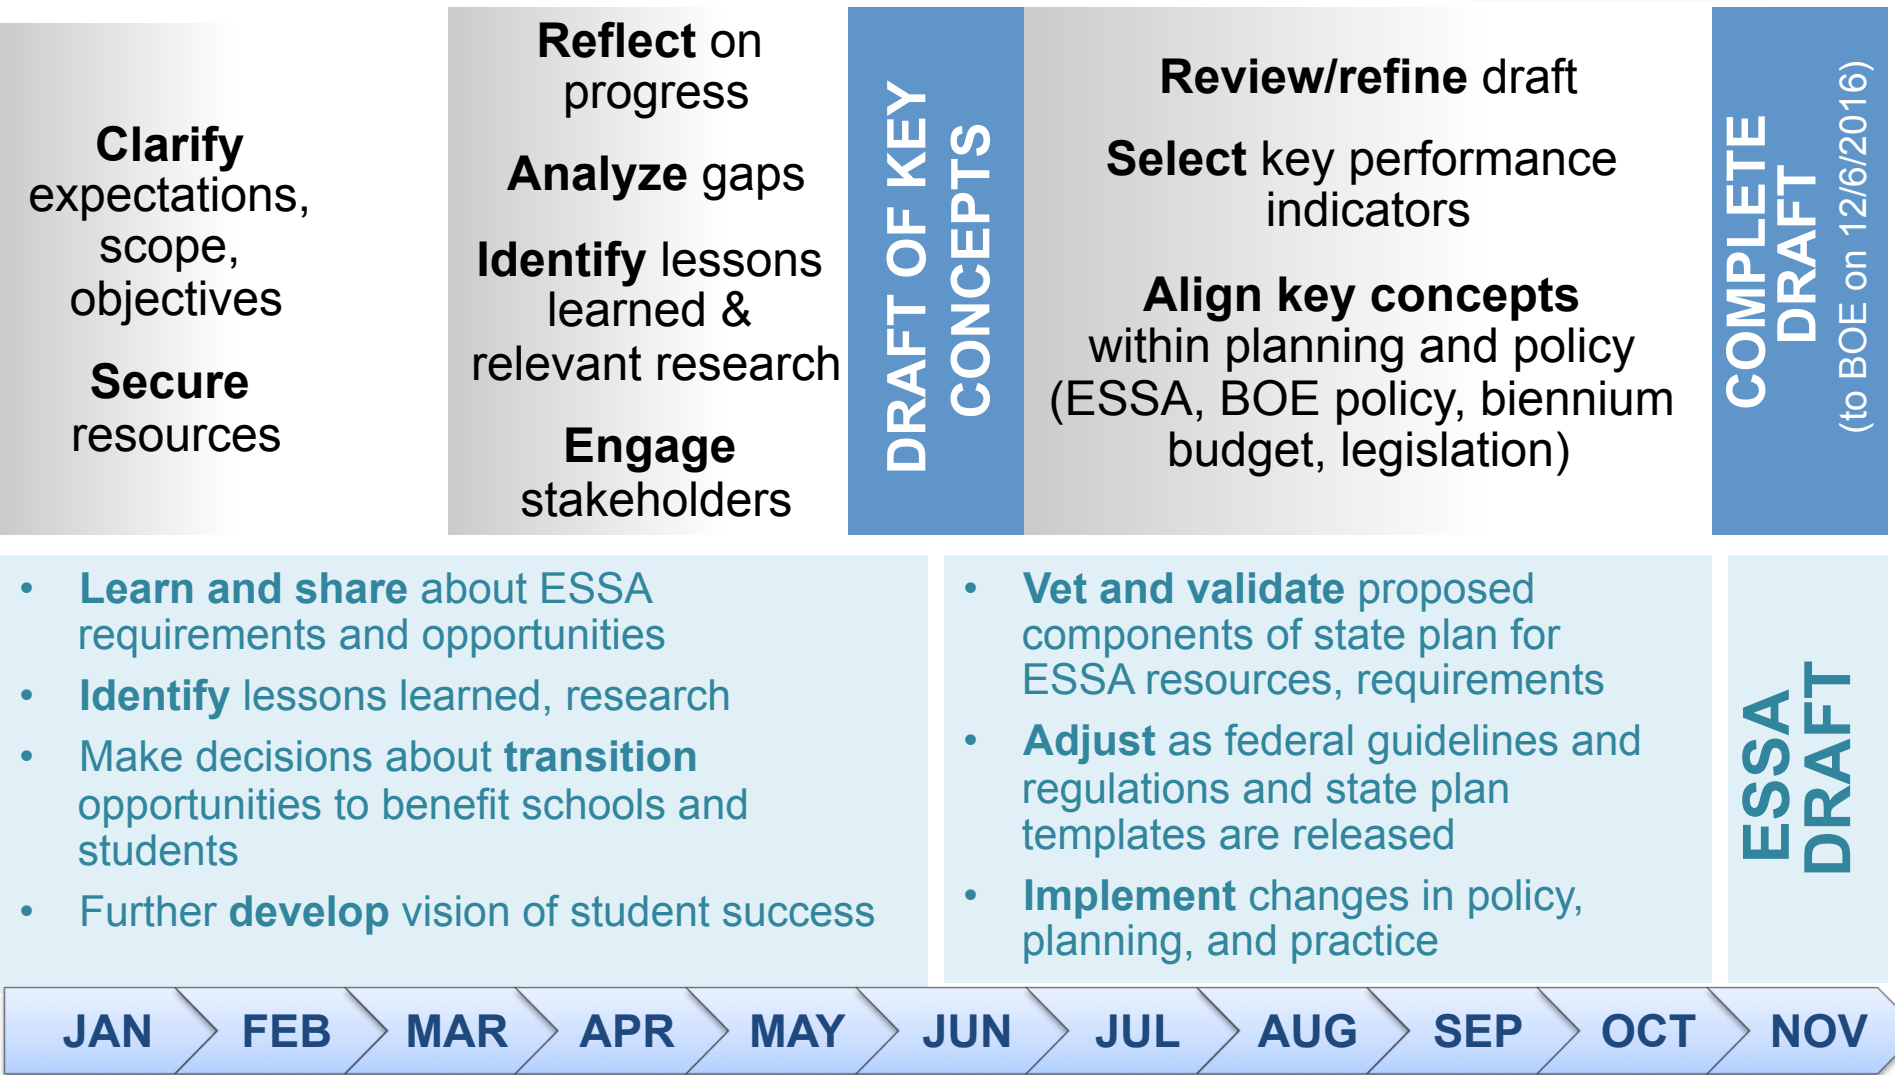 Clarify
expectations,
scope,
objectives
Secure
resources
Reflect on
progress
Analyze gaps
Identify lessons
learned &
relevant research
Engage
stakeholders
DRAFT OF KEY
CONCEPTS
Review/refine draft
Select key performance
indicators
Align key concepts
within planning and policy
(ESSA, BOE policy, biennium
budget, legislation)
COMPLETE
DRAFT
(to BOE on 12/6/2016)
• Learn and share about ESSA
requirements and opportunities
• Identify lessons learned, research
• Make decisions about transition
opportunities to benefit schools and
students
• Further develop vision of student success
• Vet and validate proposed
components of state plan for
ESSA resources, requirements
• Adjust as federal guidelines and
regulations and state plan
templates are released
• Implement changes in policy,
planning, and practice
ESSA
DRAFT
JAN FEB MAR APR MAY JUN JUL AUG SEP OCT NOV